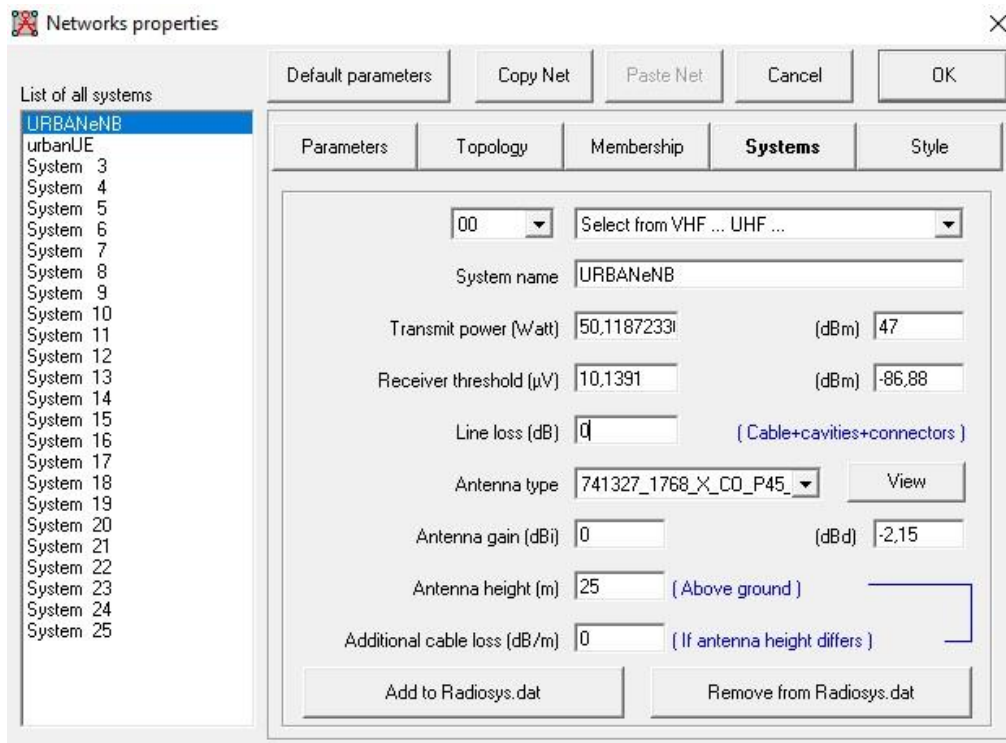 Networks properties
Default parameters
Copy Net
Paste Net
Cancel
OK
List of all systems
URBANeNB
urbanUE
System 3
System 4
System 5
System 6
System 7
System 8
System 9
System 10
System 11
System 12
System 13
System 14
System 15
System 16
System 17
System 18
System 19
System 20
System 21
System 22
System 23
System 24
System 25
Parameters
Topology
Membership
Systems
Style
00
Select from VHF ... UHF ...
System name URBANeNB
Transmit power (Watt) 50,1187233 (dBm) 47
Receiver threshold (µV) 10,1391 (dBm) -86,88
Line loss (dB) 0 ( Cable+cavities+connectors )
Antenna type 741327_1768_X_CO_P45_ View
Antenna gain (dBi) 0 (dBd) -2,15
Antenna height (m) 25 ( Above ground )
Additional cable loss (dB/m) 0 ( If antenna height differs )
Add to Radiosys.dat
Remove from Radiosys.dat